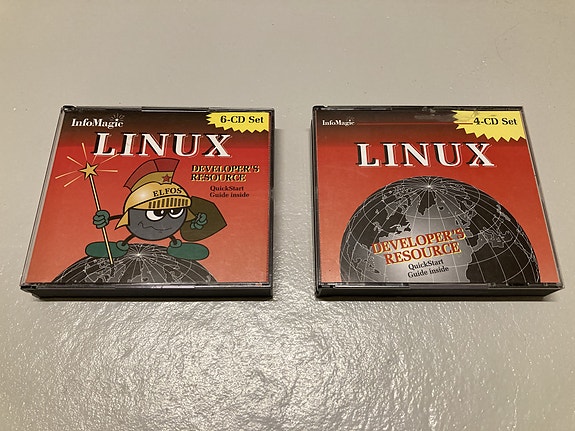 InfoMagic
6-CD Set
LINUX
DEVELOPER'S
RESOURCE
QuickStart
Guide inside
ELFOS
InfoMagic
4-CD Set
LINUX
DEVELOPER'S
RESOURCE
QuickStart
Guide inside